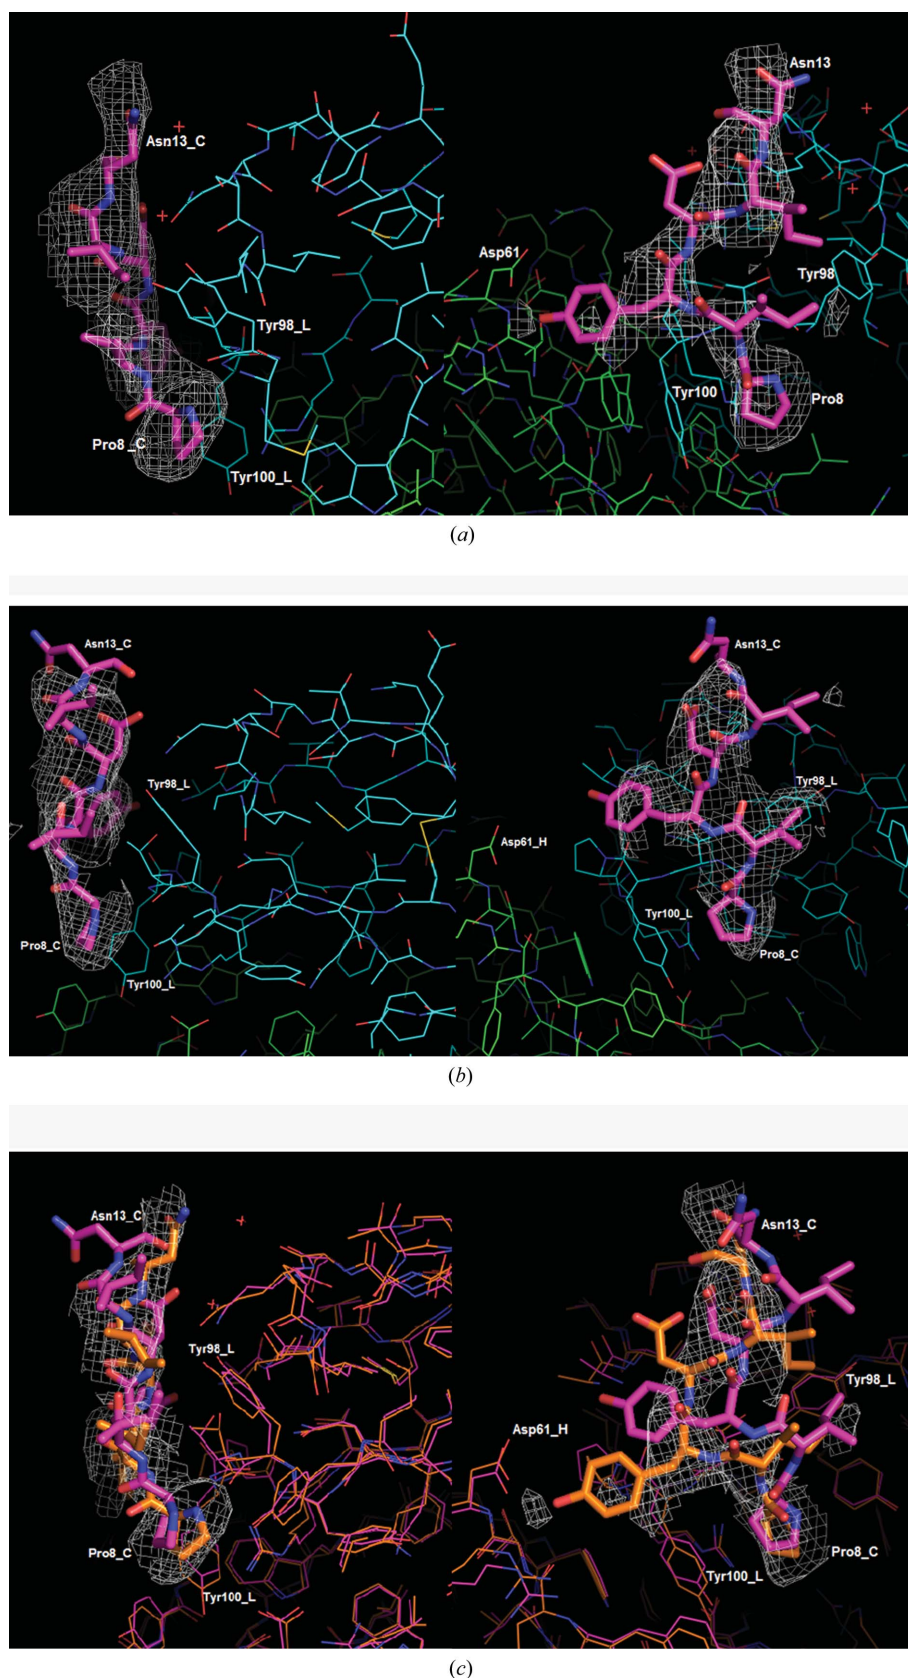 Asn13_C
Tyr98_L
Pro8_C
Tyr100_L
Asn13
Asp61
Tyr98
Tyr100
Pro8
(a)
Asn13_C
Tyr98_L
Pro8_C
Tyr100_L
Asn13_C
Tyr98_L
Asp61_H
Tyr100_L
Pro8_C
(b)
Asn13_C
Tyr98_L
Pro8_C
Tyr100_L
Asn13_C
Tyr98_L
Asp61_H
Pro8_C
Tyr100_L
(c)